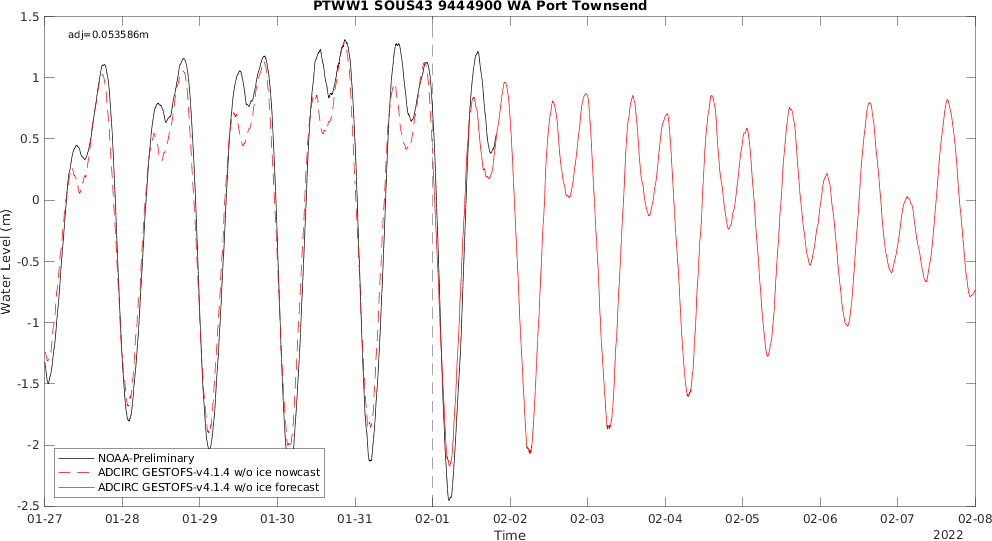 PTWW1 SOUS43 9444900 WA Port Townsend
adj=0.053586m
1.5
1
0.5
0
-0.5
-1
-1.5
-2
-2.5
Water Level (m)
NOAA-Preliminary
ADCIRC GESTOFS-v4.1.4 w/o ice nowcast
ADCIRC GESTOFS-v4.1.4 w/o ice forecast
01-27 01-28 01-29 01-30 01-31 02-01 02-02 02-03 02-04 02-05 02-06 02-07 02-08
Time
2022